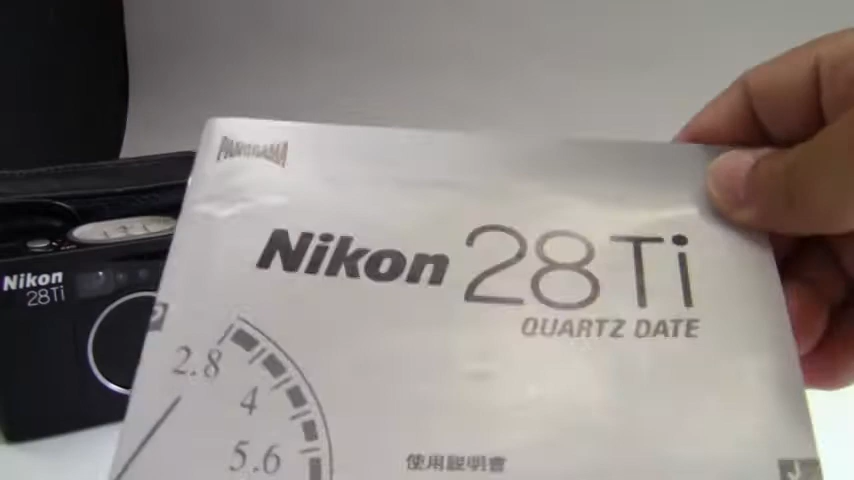 PANORAMA
Nikon 28Ti
QUARTZ DATE
2.8
4
5.6
使用説明書
Nikon
28Ti